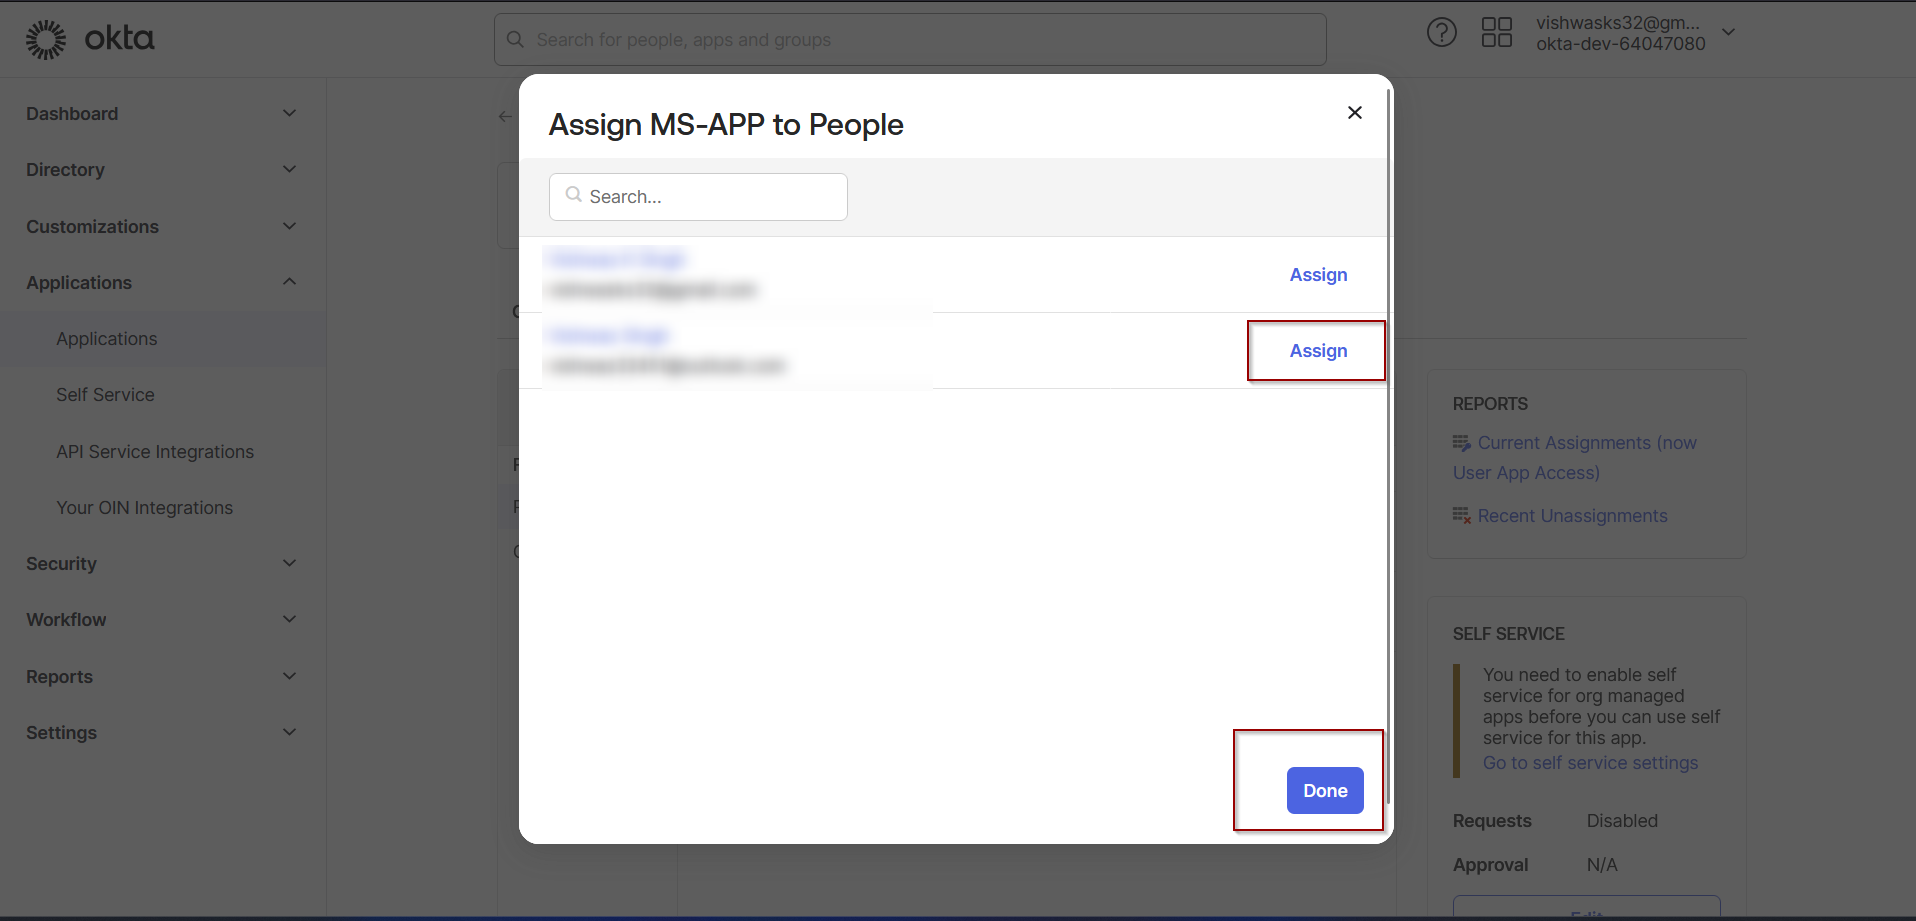 okta
Search for people, apps and groups
vishwasks32@gm...
okta-dev-64047080
Dashboard
Directory
Customizations
Applications
Applications
Self Service
API Service Integrations
Your OIN Integrations
Security
Workflow
Reports
Settings
Assign MS-APP to People
Search...
Assign
Assign
Done
REPORTS
Current Assignments (now
User App Access)
Recent Unassignments
SELF SERVICE
You need to enable self
service for org managed
apps before you can use self
service for this app.
Go to self service settings
Requests Disabled
Approval N/A
Edit